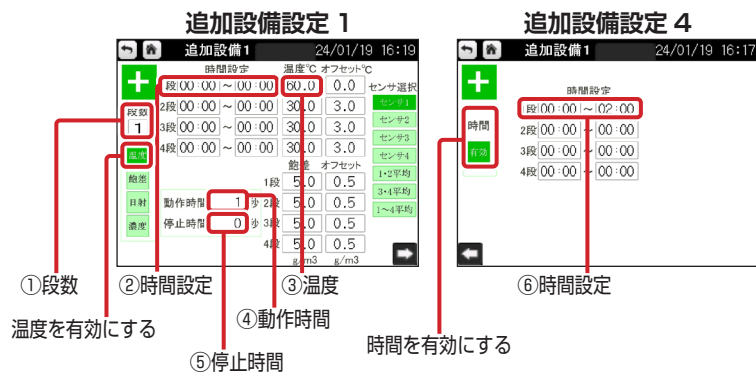 追加設備設定 1
追加設備1 24/01/19 16:19
時間設定 温度℃ オフセット℃
1段 00:00 ~ 00:00 60.0 0.0 センサ選択
2段 00:00 ~ 00:00 30.0 3.0 センサ1
段数 1 3段 00:00 ~ 00:00 30.0 3.0 センサ2
4段 00:00 ~ 00:00 30.0 3.0 センサ3
温度 センサ4
飽差 オフセット 1・2平均
飽差 1段 5.0 0.5 3・4平均
日射 動作時間 1 秒 2段 5.0 0.5 1~4平均
濃度 停止時間 0 秒 3段 5.0 0.5
4段 5.0 0.5
g/m3 g/m3
①段数 ②時間設定 ③温度
④動作時間
温度を有効にする
⑤停止時間
追加設備設定 4
追加設備1 24/01/19 16:17
時間設定
1段 00:00 ~ 02:00
時間 2段 00:00 ~ 00:00
有効 3段 00:00 ~ 00:00
4段 00:00 ~ 00:00
⑥時間設定
時間を有効にする